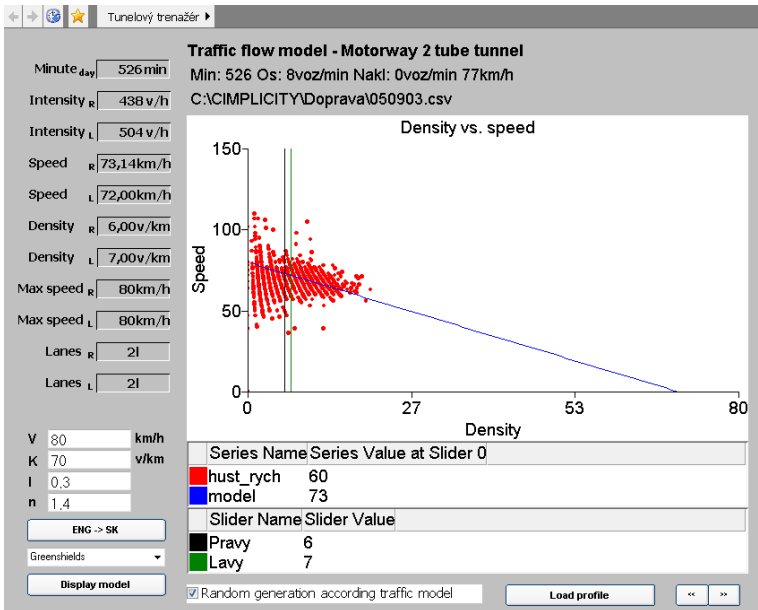 Tunelový trenažér
Traffic flow model - Motorway 2 tube tunnel
Min: 526 Os: 8voz/min Nakl: 0voz/min 77km/h
C:\CIMPLICITY\Doprava\050903.csv
Minute day 526 min
Intensity R 438 v/h
Intensity L 504 v/h
Speed R 73,14km/h
Speed L 72,00km/h
Density R 6,00v/km
Density L 7,00v/km
Max speed R 80km/h
Max speed L 80km/h
Lanes R 2l
Lanes L 2l
V 80 km/h
K 70 v/km
l 0.3
n 1.4
ENG -> SK
Greenshields
Display model
Density vs. speed
150
100
50
0
Speed
0 27 53 80
Density
Series Name Series Value at Slider 0
hust_rych 60
model 73
Slider Name Slider Value
Pravy 6
Lavy 7
Random generation according traffic model
Load profile
<< >>